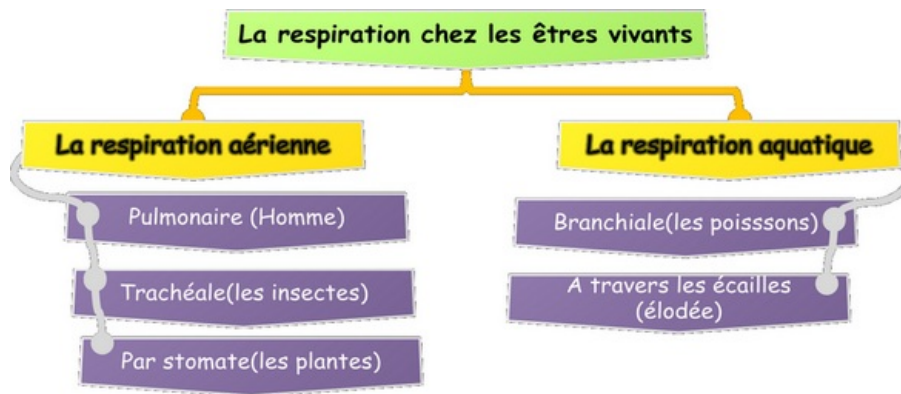 La respiration chez les êtres vivants
La respiration aérienne
Pulmonaire (Homme)
Trachéale(les insectes)
Par stomate(les plantes)
La respiration aquatique
Branchiale(les poisssons)
A travers les écailles
(élodée)